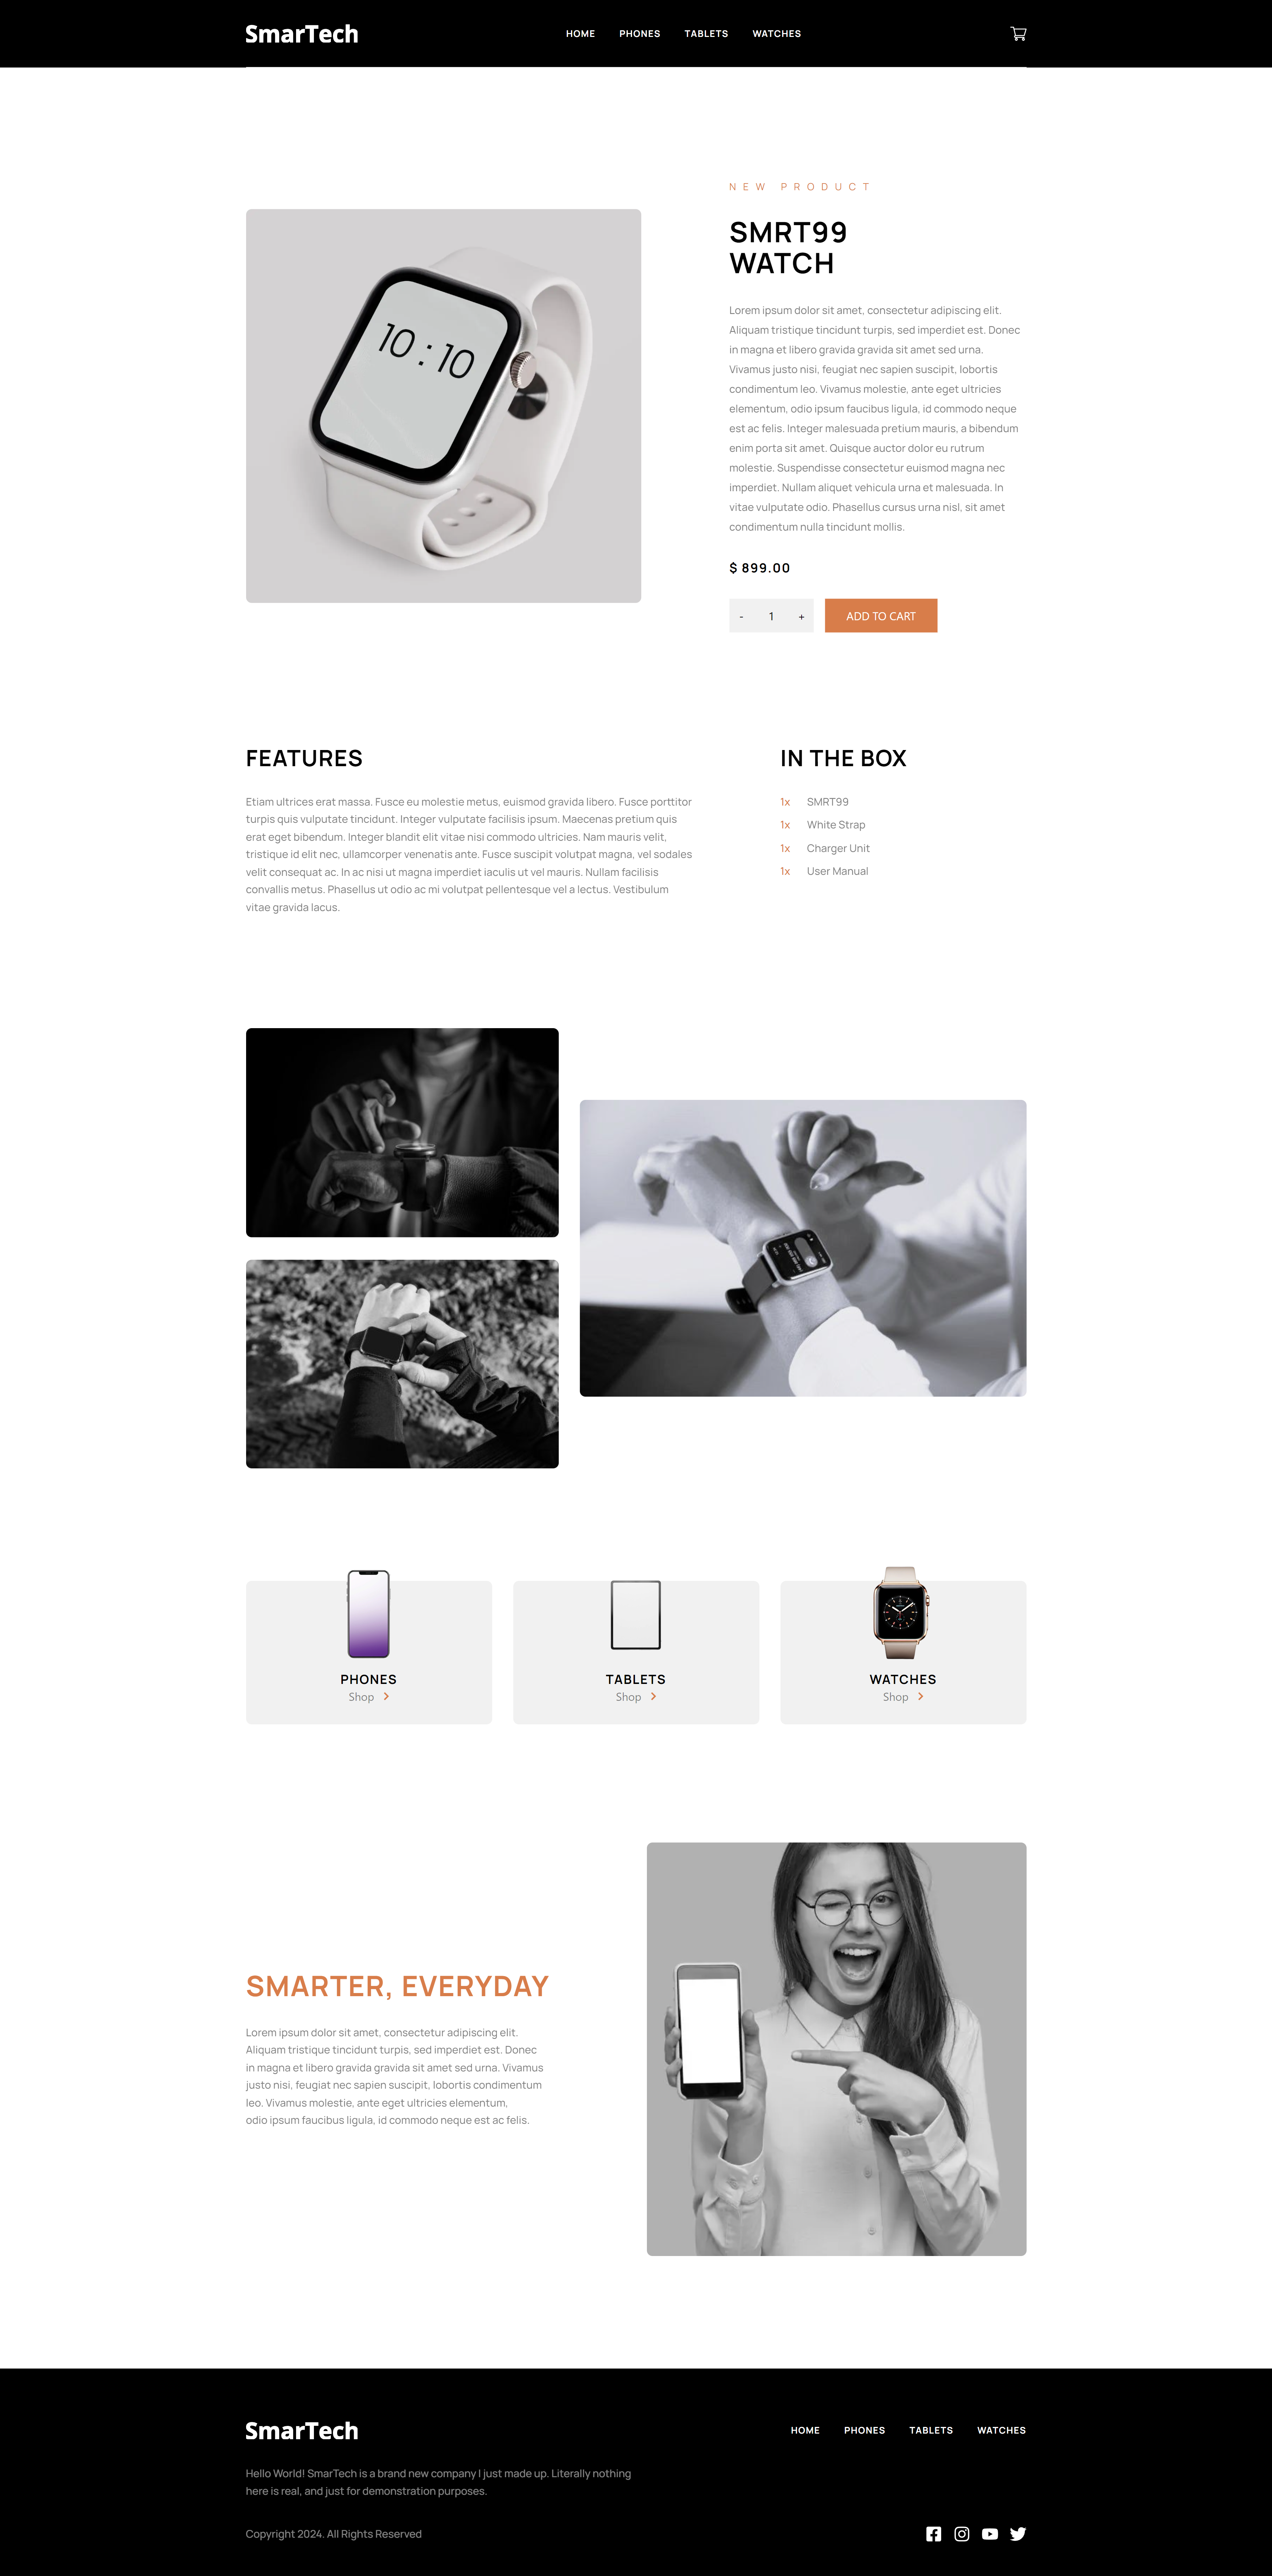 SmarTech
HOME PHONES TABLETS WATCHES
NEW PRODUCT
SMRT99
WATCH
Lorem ipsum dolor sit amet, consectetur adipiscing elit.
Aliquam tristique tincidunt turpis, sed imperdiet est. Donec
in magna et libero gravida gravida sit amet sed urna.
Vivamus justo nisi, feugiat nec sapien suscipit, lobortis
condimentum leo. Vivamus molestie, ante eget ultricies
elementum, odio ipsum faucibus ligula, id commodo neque
est ac felis. Integer malesuada pretium mauris, a bibendum
enim porta sit amet. Quisque auctor dolor eu rutrum
molestie. Suspendisse consectetur euismod magna nec
imperdiet. Nullam aliquet vehicula urna et malesuada. In
vitae vulputate odio. Phasellus cursus urna nisl, sit amet
condimentum nulla tincidunt mollis.
$ 899.00
- 1 + ADD TO CART
10:10
FEATURES
Etiam ultrices erat massa. Fusce eu molestie metus, euismod gravida libero. Fusce porttitor
turpis quis vulputate tincidunt. Integer vulputate facilisis ipsum. Maecenas pretium quis
erat eget bibendum. Integer blandit elit vitae nisi commodo ultricies. Nam mauris velit,
tristique id elit nec, ullamcorper venenatis ante. Fusce suscipit volutpat magna, vel sodales
velit consequat ac. In ac nisi ut magna imperdiet iaculis ut vel mauris. Nullam facilisis
convallis metus. Phasellus ut odio ac mi volutpat pellentesque vel a lectus. Vestibulum
vitae gravida lacus.
IN THE BOX
1x SMRT99
1x White Strap
1x Charger Unit
1x User Manual
PHONES
Shop
TABLETS
Shop
WATCHES
Shop
SMARTER, EVERYDAY
Lorem ipsum dolor sit amet, consectetur adipiscing elit.
Aliquam tristique tincidunt turpis, sed imperdiet est. Donec
in magna et libero gravida gravida sit amet sed urna. Vivamus
justo nisi, feugiat nec sapien suscipit, lobortis condimentum
leo. Vivamus molestie, ante eget ultricies elementum,
odio ipsum faucibus ligula, id commodo neque est ac felis.
SmarTech
HOME PHONES TABLETS WATCHES
Hello World! SmarTech is a brand new company I just made up. Literally nothing
here is real, and just for demonstration purposes.
Copyright 2024. All Rights Reserved